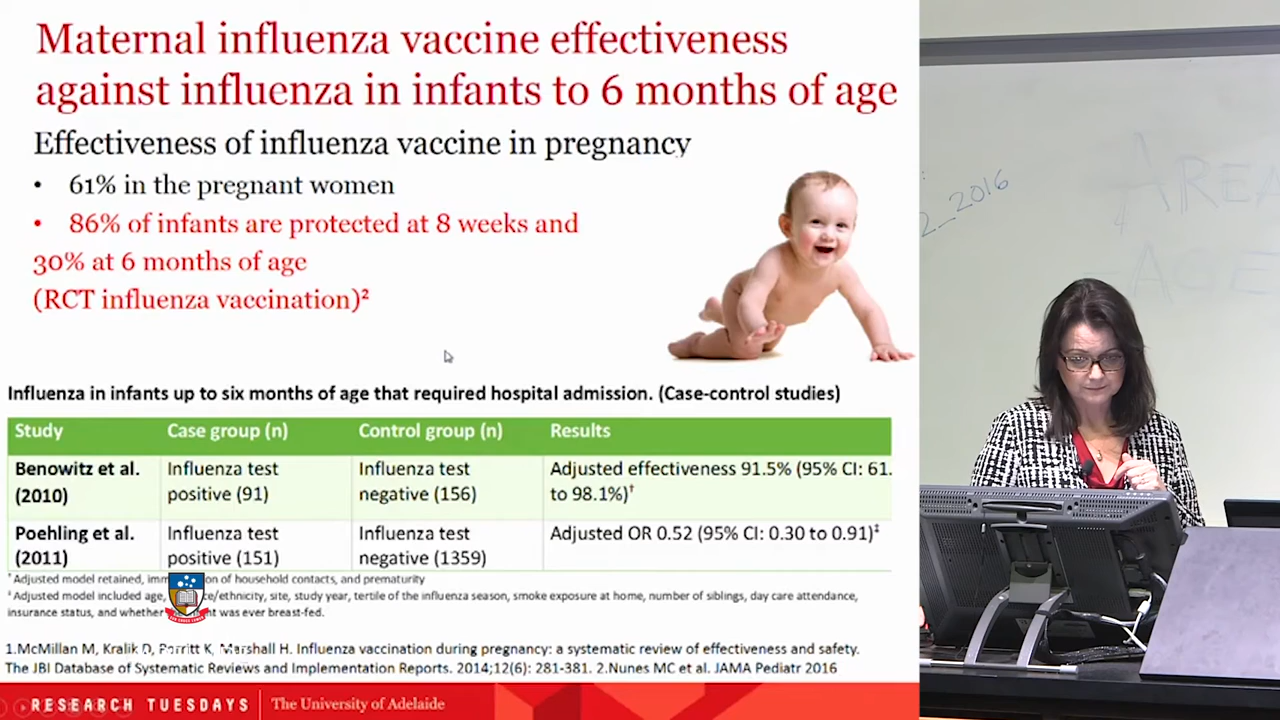 Maternal influenza vaccine effectiveness
against influenza in infants to 6 months of age
Effectiveness of influenza vaccine in pregnancy
• 61% in the pregnant women
• 86% of infants are protected at 8 weeks and
30% at 6 months of age
(RCT influenza vaccination)²
Influenza in infants up to six months of age that required hospital admission. (Case-control studies)
Study Case group (n) Control group (n) Results
Benowitz et al. Influenza test Influenza test Adjusted effectiveness 91.5% (95% CI: 61.
(2010) positive (91) negative (156) to 98.1%)†
Poehling et al. Influenza test Influenza test Adjusted OR 0.52 (95% CI: 0.30 to 0.91)‡
(2011) positive (151) negative (1359)
† Adjusted model retained, of household contacts, and prematurity
‡ Adjusted model included age, ethnicity, site, study year, tertile of the influenza season, smoke exposure at home, number of siblings, day care attendance,
insurance status, and whether was ever breast-fed.
1.McMillan M, Kralik D, Porritt K, Marshall H. Influenza vaccination during pregnancy: a systematic review of effectiveness and safety.
The JBI Database of Systematic Reviews and Implementation Reports. 2014;12(6): 281-381. 2.Nunes MC et al. JAMA Pediatr 2016
RESEARCH TUESDAYS The University of Adelaide
2_2016
AREA
AGE